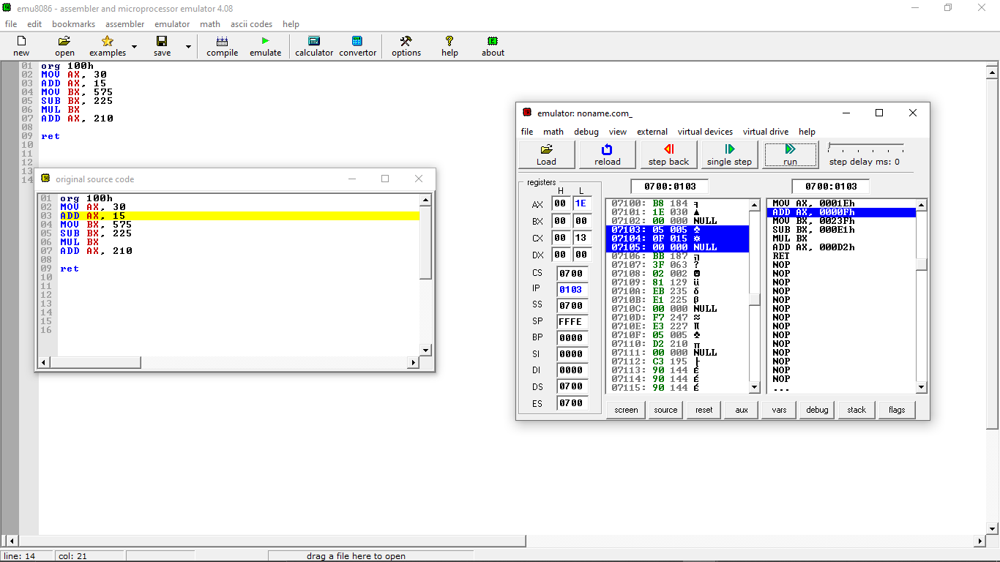 emu8086 - assembler and microprocessor emulator 4.08
file edit bookmarks assembler emulator math ascii codes help
new open examples save compile emulate calculator convertor options help about
01 org 100h
02 MOV AX, 30
03 ADD AX, 15
04 MOV BX, 575
05 SUB BX, 225
06 MUL BX
07 ADD AX, 210
08
09 ret
10
11
12
13
14
original source code
01 org 100h
02 MOV AX, 30
03 ADD AX, 15
04 MOV BX, 575
05 SUB BX, 225
06 MUL BX
07 ADD AX, 210
08
09 ret
10
11
12
13
14
15
16
emulator: noname.com_
file math debug view external virtual devices virtual drive help
Load reload step back single step run step delay ms: 0
registers
H L
AX 00 1E
BX 00 00
CX 00 13
DX 00 00
CS 0700
IP 0103
SS 0700
SP FFFE
BP 0000
SI 0000
DI 0000
DS 0700
ES 0700
0700:0103
07100: B8 184 ╕
07101: 1E 030 ▲
07102: 00 000 NULL
07103: 05 005 ♣
07104: 0F 015 ☼
07105: 00 000 NULL
07106: BB 187 ╗
07107: 3F 063 ?
07108: 02 002 ☻
07109: 81 129 ü
0710A: EB 235 δ
0710B: E1 225 ß
0710C: 00 000 NULL
0710D: F7 247 ≈
0710E: E3 227 π
0710F: 05 005 ♣
07110: D2 210 ╥
07111: 00 000 NULL
07112: C3 195 ├
07113: 90 144 É
07114: 90 144 É
07115: 90 144 É
0700:0103
MOV AX, 0001Eh
ADD AX, 0000Fh
MOV BX, 0023Fh
SUB BX, 000E1h
MUL BX
ADD AX, 000D2h
RET
NOP
NOP
NOP
NOP
NOP
NOP
NOP
NOP
NOP
NOP
NOP
NOP
NOP
NOP
...
screen source reset aux vars debug stack flags
line: 14 col: 21 drag a file here to open